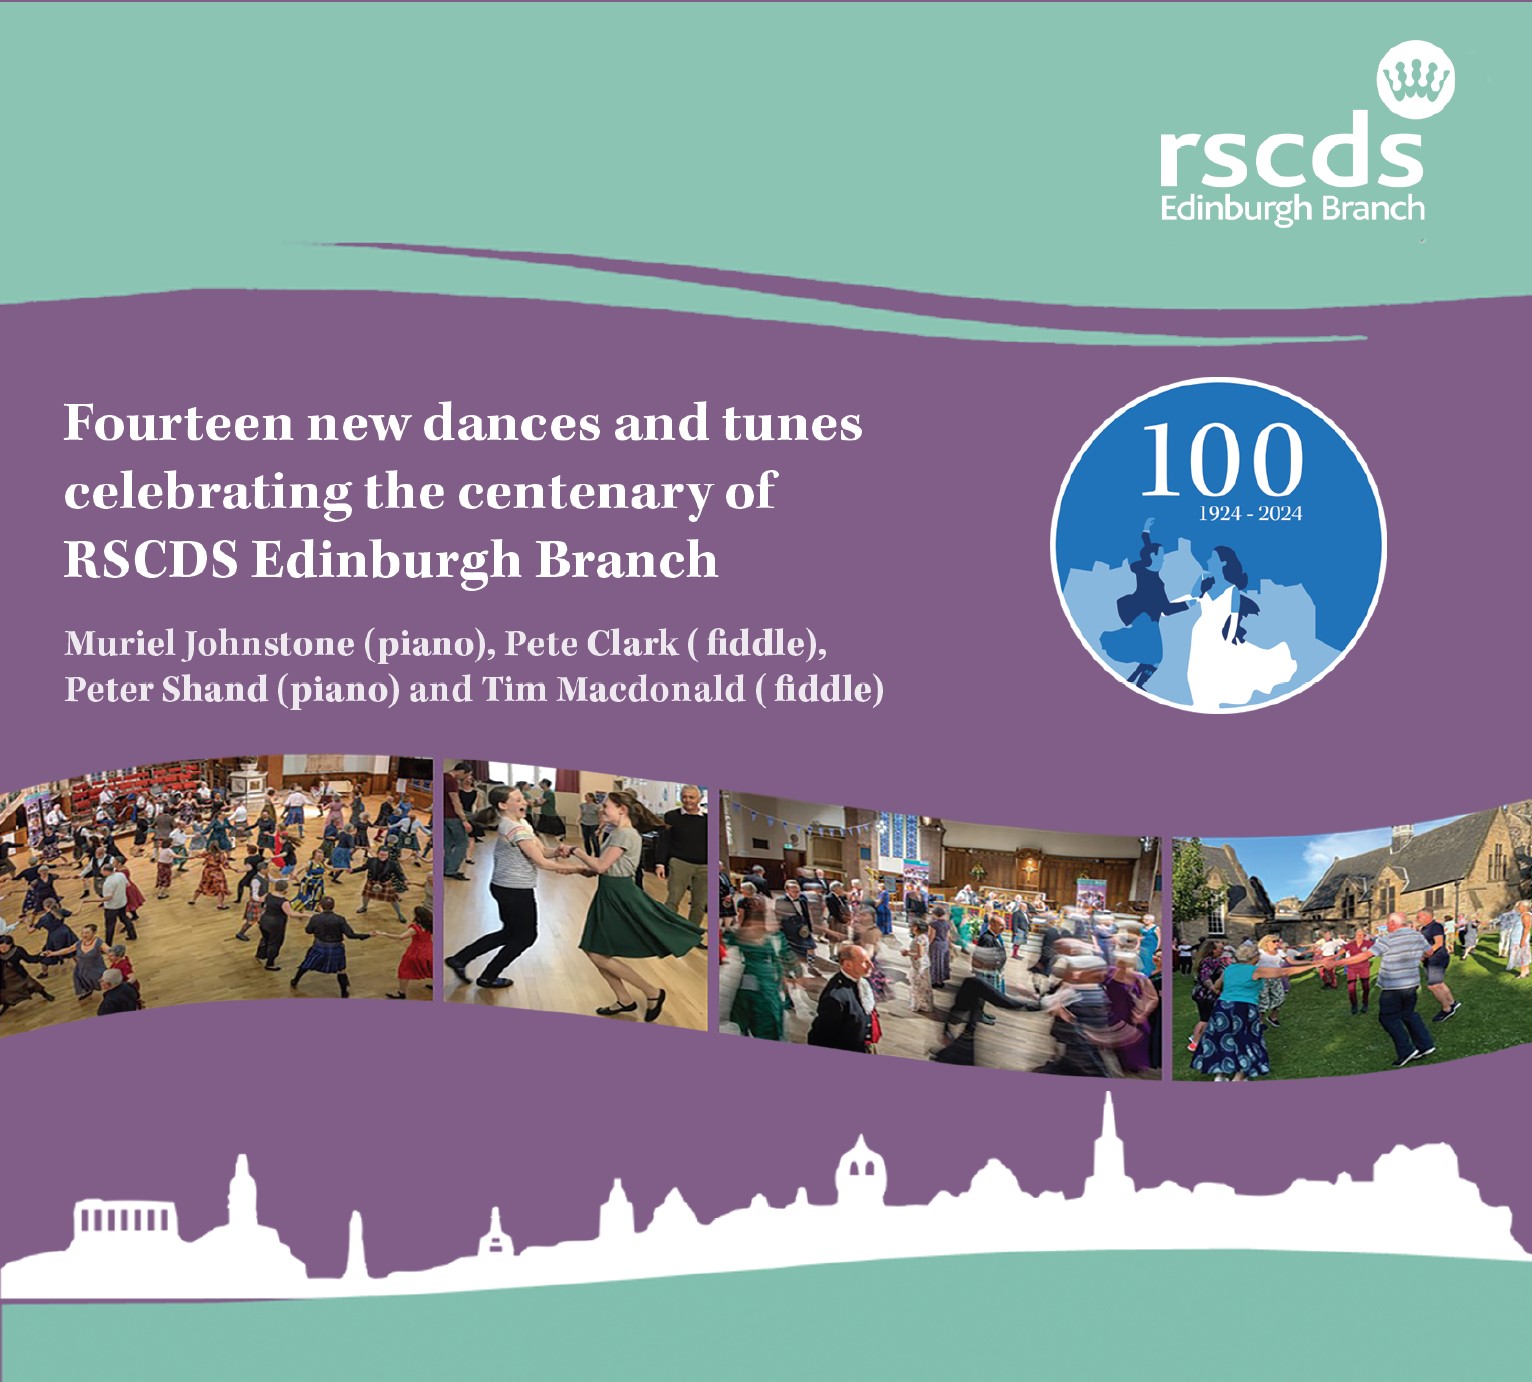 rscds
Edinburgh Branch
Fourteen new dances and tunes
celebrating the centenary of
RSCDS Edinburgh Branch
100
1924 - 2024
Muriel Johnstone (piano), Pete Clark ( fiddle),
Peter Shand (piano) and Tim Macdonald ( fiddle)